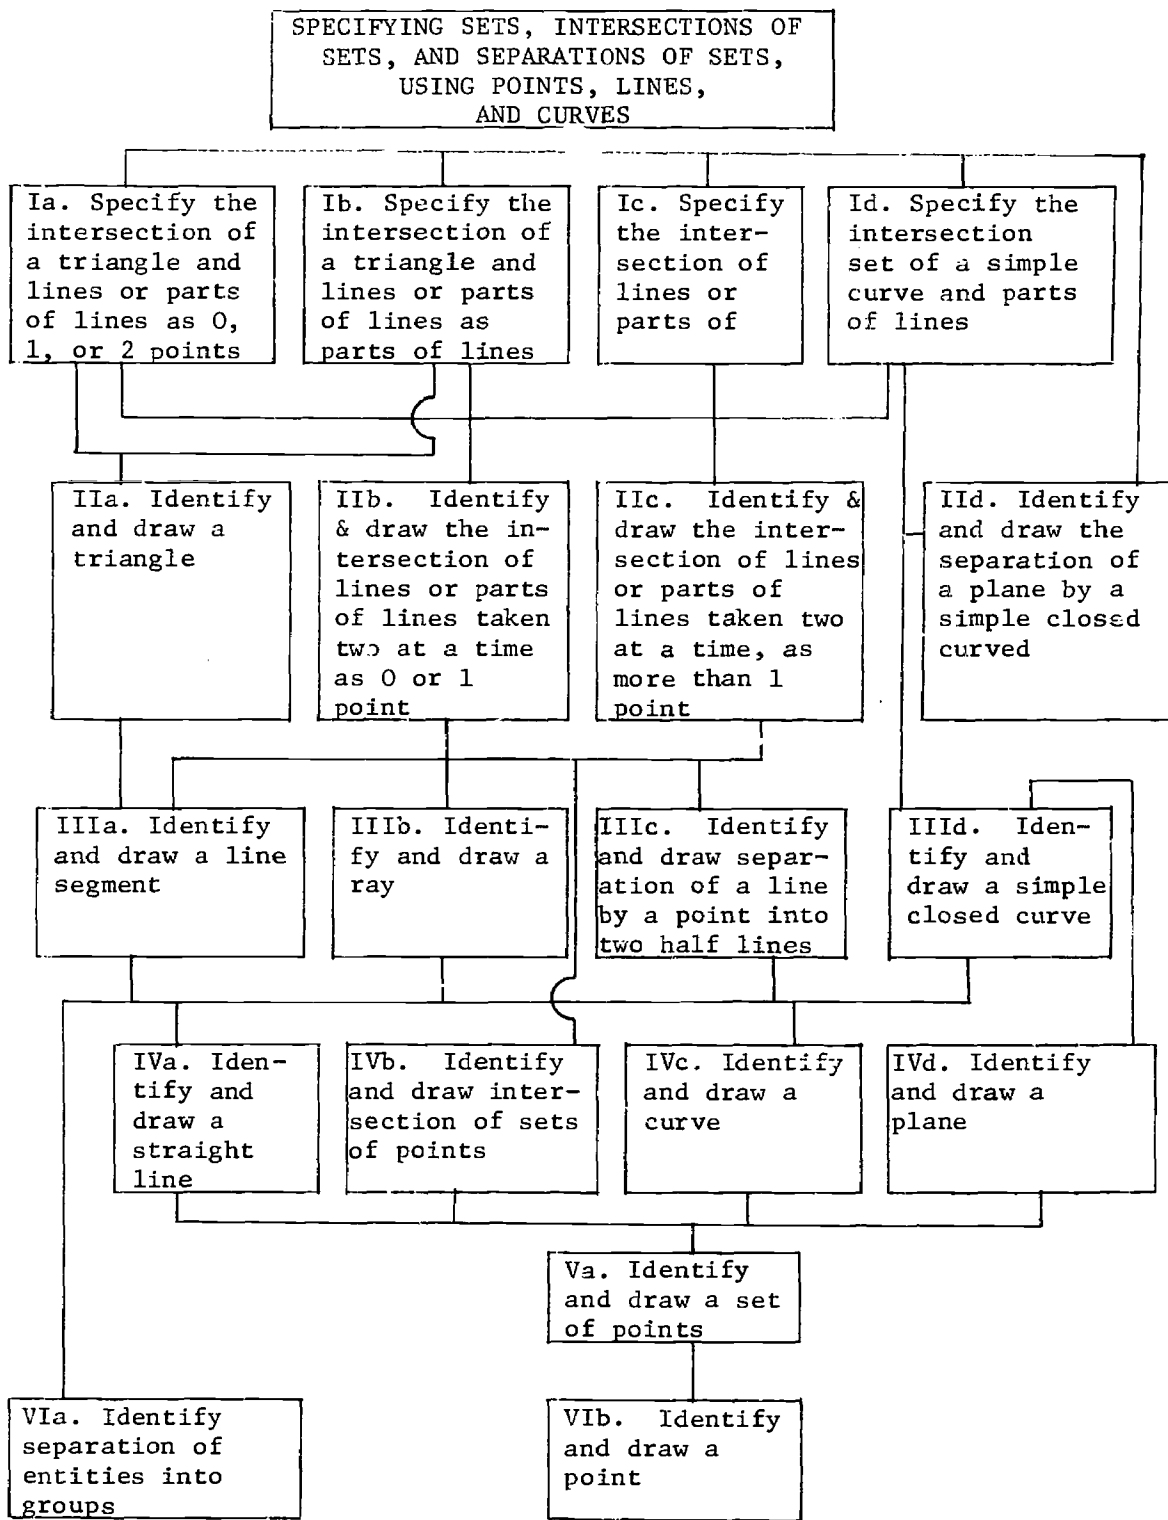 SPECIFYING SETS, INTERSECTIONS OF
SETS, AND SEPARATIONS OF SETS,
USING POINTS, LINES,
AND CURVES
Ia. Specify the
intersection of
a triangle and
lines or parts
of lines as 0,
1, or 2 points
Ib. Specify the
intersection of
a triangle and
lines or parts
of lines as
parts of lines
Ic. Specify
the inter-
section of
lines or
parts of
Id. Specify the
intersection
set of a simple
curve and parts
of lines
IIa. Identify
and draw a
triangle
IIb. Identify
& draw the in-
tersection of
lines or parts
of lines taken
two at a time
as 0 or 1
point
IIc. Identify &
draw the inter-
section of lines
or parts of
lines taken two
at a time, as
more than 1
point
IId. Identify
and draw the
separation of
a plane by a
simple closed
curved
IIIa. Identify
and draw a line
segment
IIIb. Identi-
fy and draw a
ray
IIIc. Identify
and draw separ-
ation of a line
by a point into
two half lines
IIId. Iden-
tify and
draw a simple
closed curve
IVa. Iden-
tify and
draw a
straight
line
IVb. Identify
and draw inter-
section of sets
of points
IVc. Identify
and draw a
curve
IVd. Identify
and draw a
plane
Va. Identify
and draw a set
of points
VIa. Identify
separation of
entities into
groups
VIb. Identify
and draw a
point